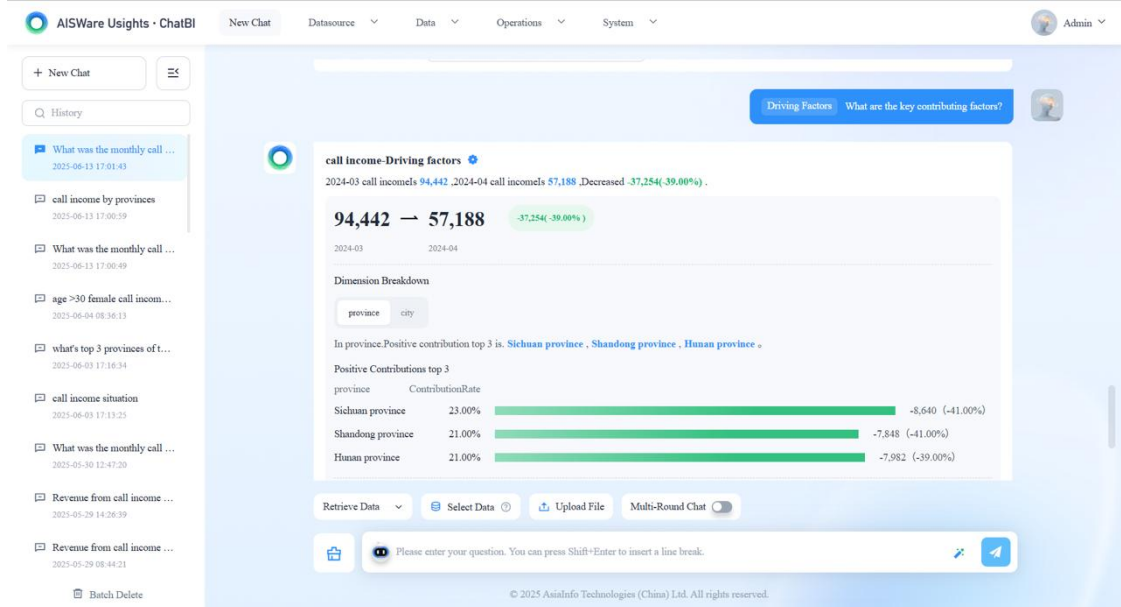 AISWare Usights · ChatBI
New Chat
Datasource
Data
Operations
System
Admin
+ New Chat
History
What was the monthly call ...
2025-06-13 17:01:43
call income by provinces
2025-06-13 17:00:59
What was the monthly call ...
2025-06-13 17:00:49
age >30 female call incom...
2025-06-04 08:36:13
what's top 3 provinces of t...
2025-06-03 17:16:34
call income situation
2025-06-03 17:13:25
What was the monthly call ...
2025-05-30 12:47:20
Revenue from call income ...
2025-05-29 14:26:39
Revenue from call income ...
2025-05-29 08:44:21
Batch Delete
Driving Factors What are the key contributing factors?
call income-Driving factors
2024-03 call incomeIs 94,442 ,2024-04 call incomeIs 57,188 ,Decreased -37,254(-39.00%) .
94,442 → 57,188 -37,254( -39.00% )
2024-03 2024-04
Dimension Breakdown
province city
In province.Positive contribution top 3 is. Sichuan province , Shandong province , Hunan province 。
Positive Contributions top 3
province ContributionRate
Sichuan province 23.00% -8,640 (-41.00%)
Shandong province 21.00% -7,848 (-41.00%)
Hunan province 21.00% -7,982 (-39.00%)
Retrieve Data Select Data Upload File Multi-Round Chat
Please enter your question. You can press Shift+Enter to insert a line break.
© 2025 AsiaInfo Technologies (China) Ltd. All rights reserved.